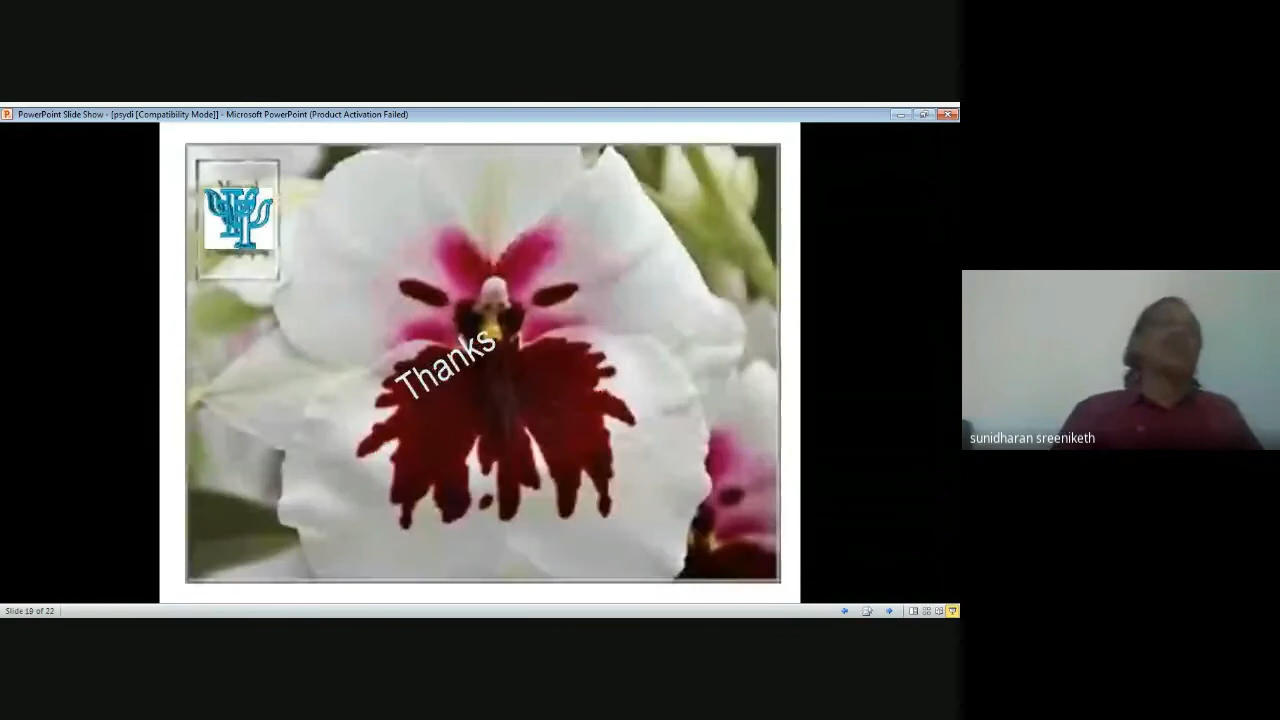 PowerPoint Slide Show - [psydi [Compatibility Mode]] - Microsoft PowerPoint (Product Activation Failed)
Thanks
sunidharan sreeniketh
Slide 19 of 22